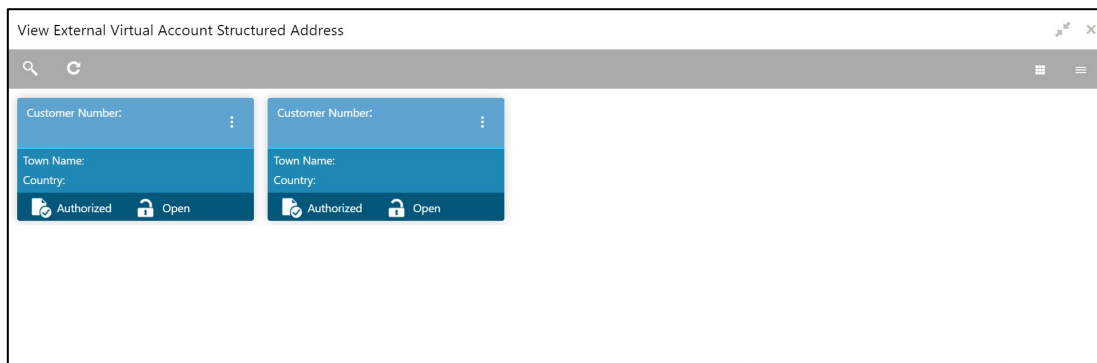 View External Virtual Account Structured Address
Customer Number:
Town Name:
Country:
Authorized Open
Customer Number:
Town Name:
Country:
Authorized Open